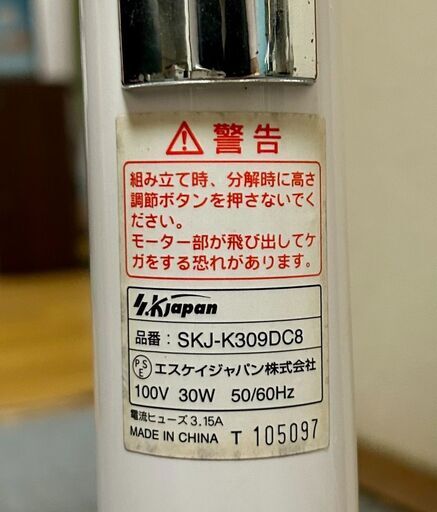 警告
組み立て時、分解時に高さ
調節ボタンを押さないでく
ださい。
モーター部が飛び出してケ
ガをする恐れがあります。
S.KJapan
品番： SKJ-K309DC8
PSE エスケイジャパン株式会社
100V 30W 50/60Hz
電流ヒューズ3.15A
MADE IN CHINA T 105097